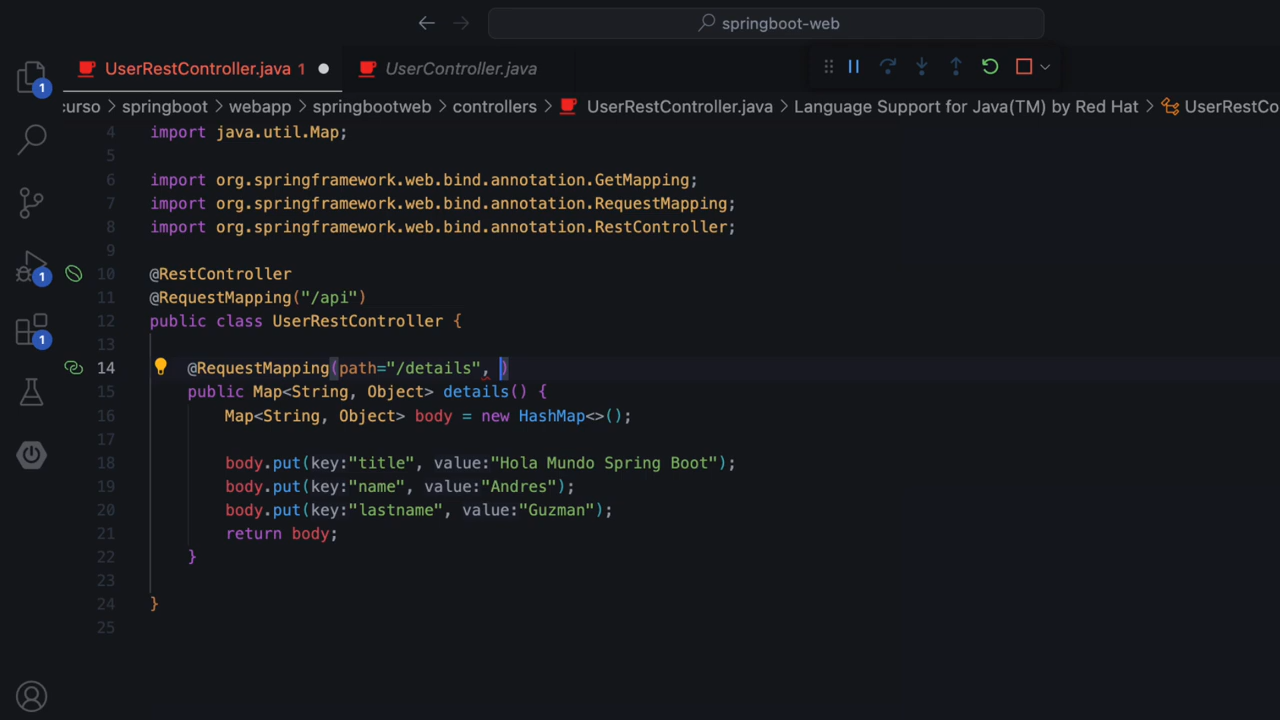 springboot-web
UserRestController.java 1
UserController.java
curso > springboot > webapp > springbootweb > controllers > UserRestController.java > Language Support for Java(TM) by Red Hat > UserRestCo
4 import java.util.Map;
5
6 import org.springframework.web.bind.annotation.GetMapping;
7 import org.springframework.web.bind.annotation.RequestMapping;
8 import org.springframework.web.bind.annotation.RestController;
9
10 @RestController
11 @RequestMapping("/api")
12 public class UserRestController {
13
14 @RequestMapping(path="/details", )
15 public Map<String, Object> details() {
16 Map<String, Object> body = new HashMap<>();
17
18 body.put(key:"title", value:"Hola Mundo Spring Boot");
19 body.put(key:"name", value:"Andres");
20 body.put(key:"lastname", value:"Guzman");
21 return body;
22 }
23
24 }
25
1
1
1